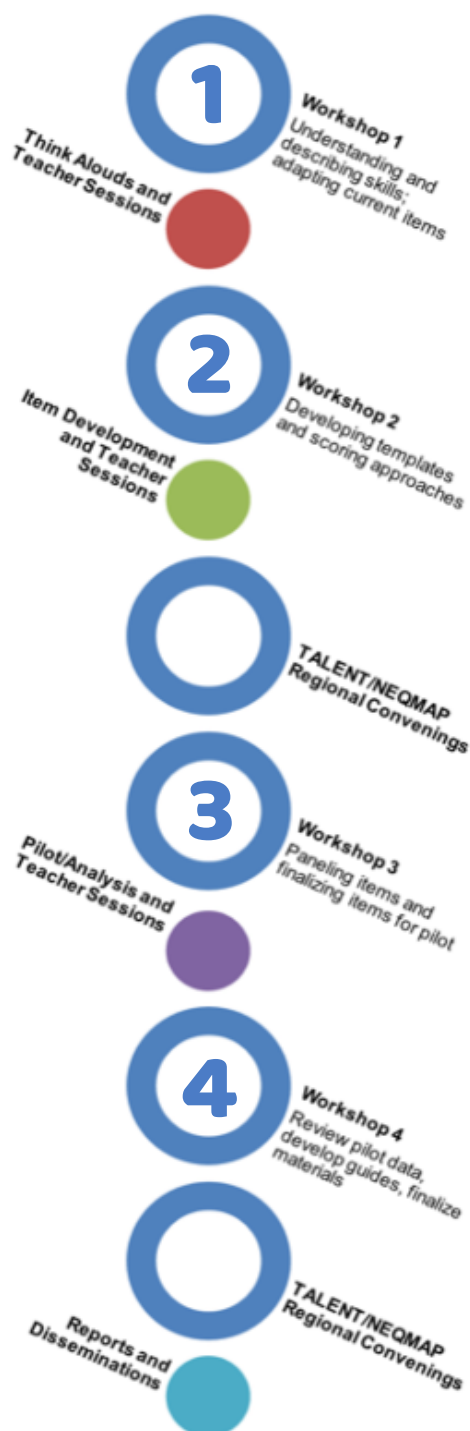 1
Workshop 1
Understanding and
describing skills;
adapting current items
Think Alouds and
Teacher Sessions
2
Workshop 2
Developing templates
and scoring approaches
Item Development
and Teacher
Sessions
TALENT/NEQMAP
Regional Convenings
3
Workshop 3
Paneling items and
finalizing items for pilot
Pilot/Analysis and
Teacher Sessions
4
Workshop 4
Review pilot data,
develop guides, finalize
materials
TALENT/NEQMAP
Regional Convenings
Reports and
Disseminations